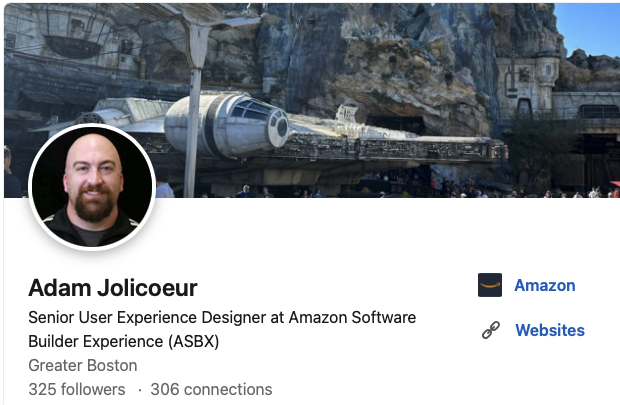 Adam Jolicoeur
Senior User Experience Designer at Amazon Software
Builder Experience (ASBX)
Greater Boston
325 followers · 306 connections
Amazon
Websites